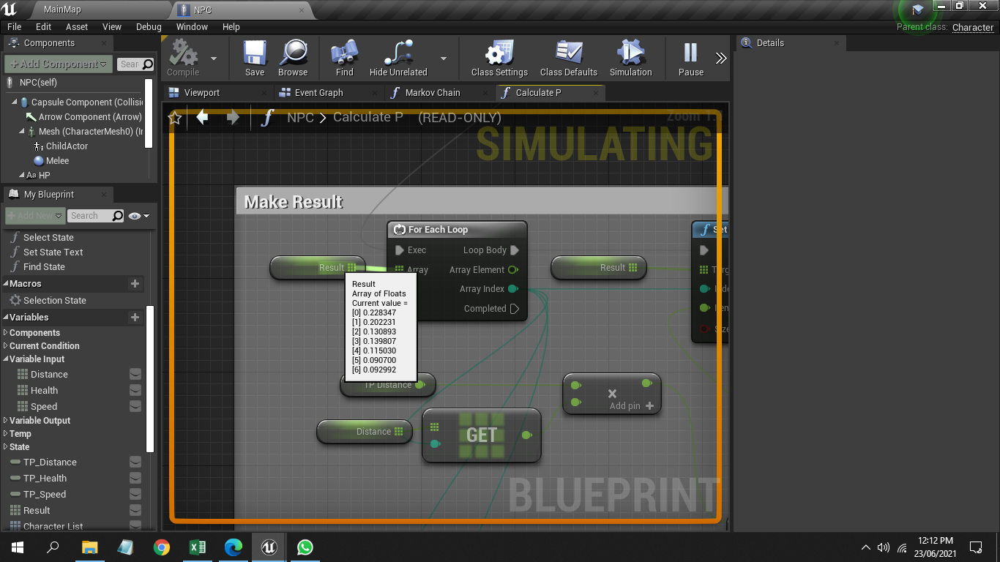 MainMap
NPC
File Edit Asset View Debug Window Help
Parent class: Character
Components
+ Add Component
Sear
NPC(self)
Capsule Component (Collisi
Arrow Component (Arrow)
Mesh (CharacterMesh0) (I
ChildActor
Melee
Aa HP
My Blueprint
Add New
Search
Select State
Set State Text
Find State
Macros
Selection State
Variables
Components
Current Condition
Variable Input
Distance
Health
Speed
Variable Output
Temp
State
TP_Distance
TP_Health
TP_Speed
Result
Character List
Compile Save Browse Find Hide Unrelated Class Settings Class Defaults Simulation Pause
Viewport Event Graph Markov Chain Calculate P
NPC > Calculate P (READ-ONLY)
SIMULATING
Make Result
For Each Loop
Exec Loop Body
Array Array Element
Array Index
Completed
Result
Result
Array of Floats
Current value =
[0] 0.228347
[1] 0.202231
[2] 0.130893
[3] 0.139807
[4] 0.115030
[5] 0.090700
[6] 0.092992
Result
Set
TP Distance
Distance
GET
Add pin
BLUEPRINT
Details
12:12 PM
23/06/2021